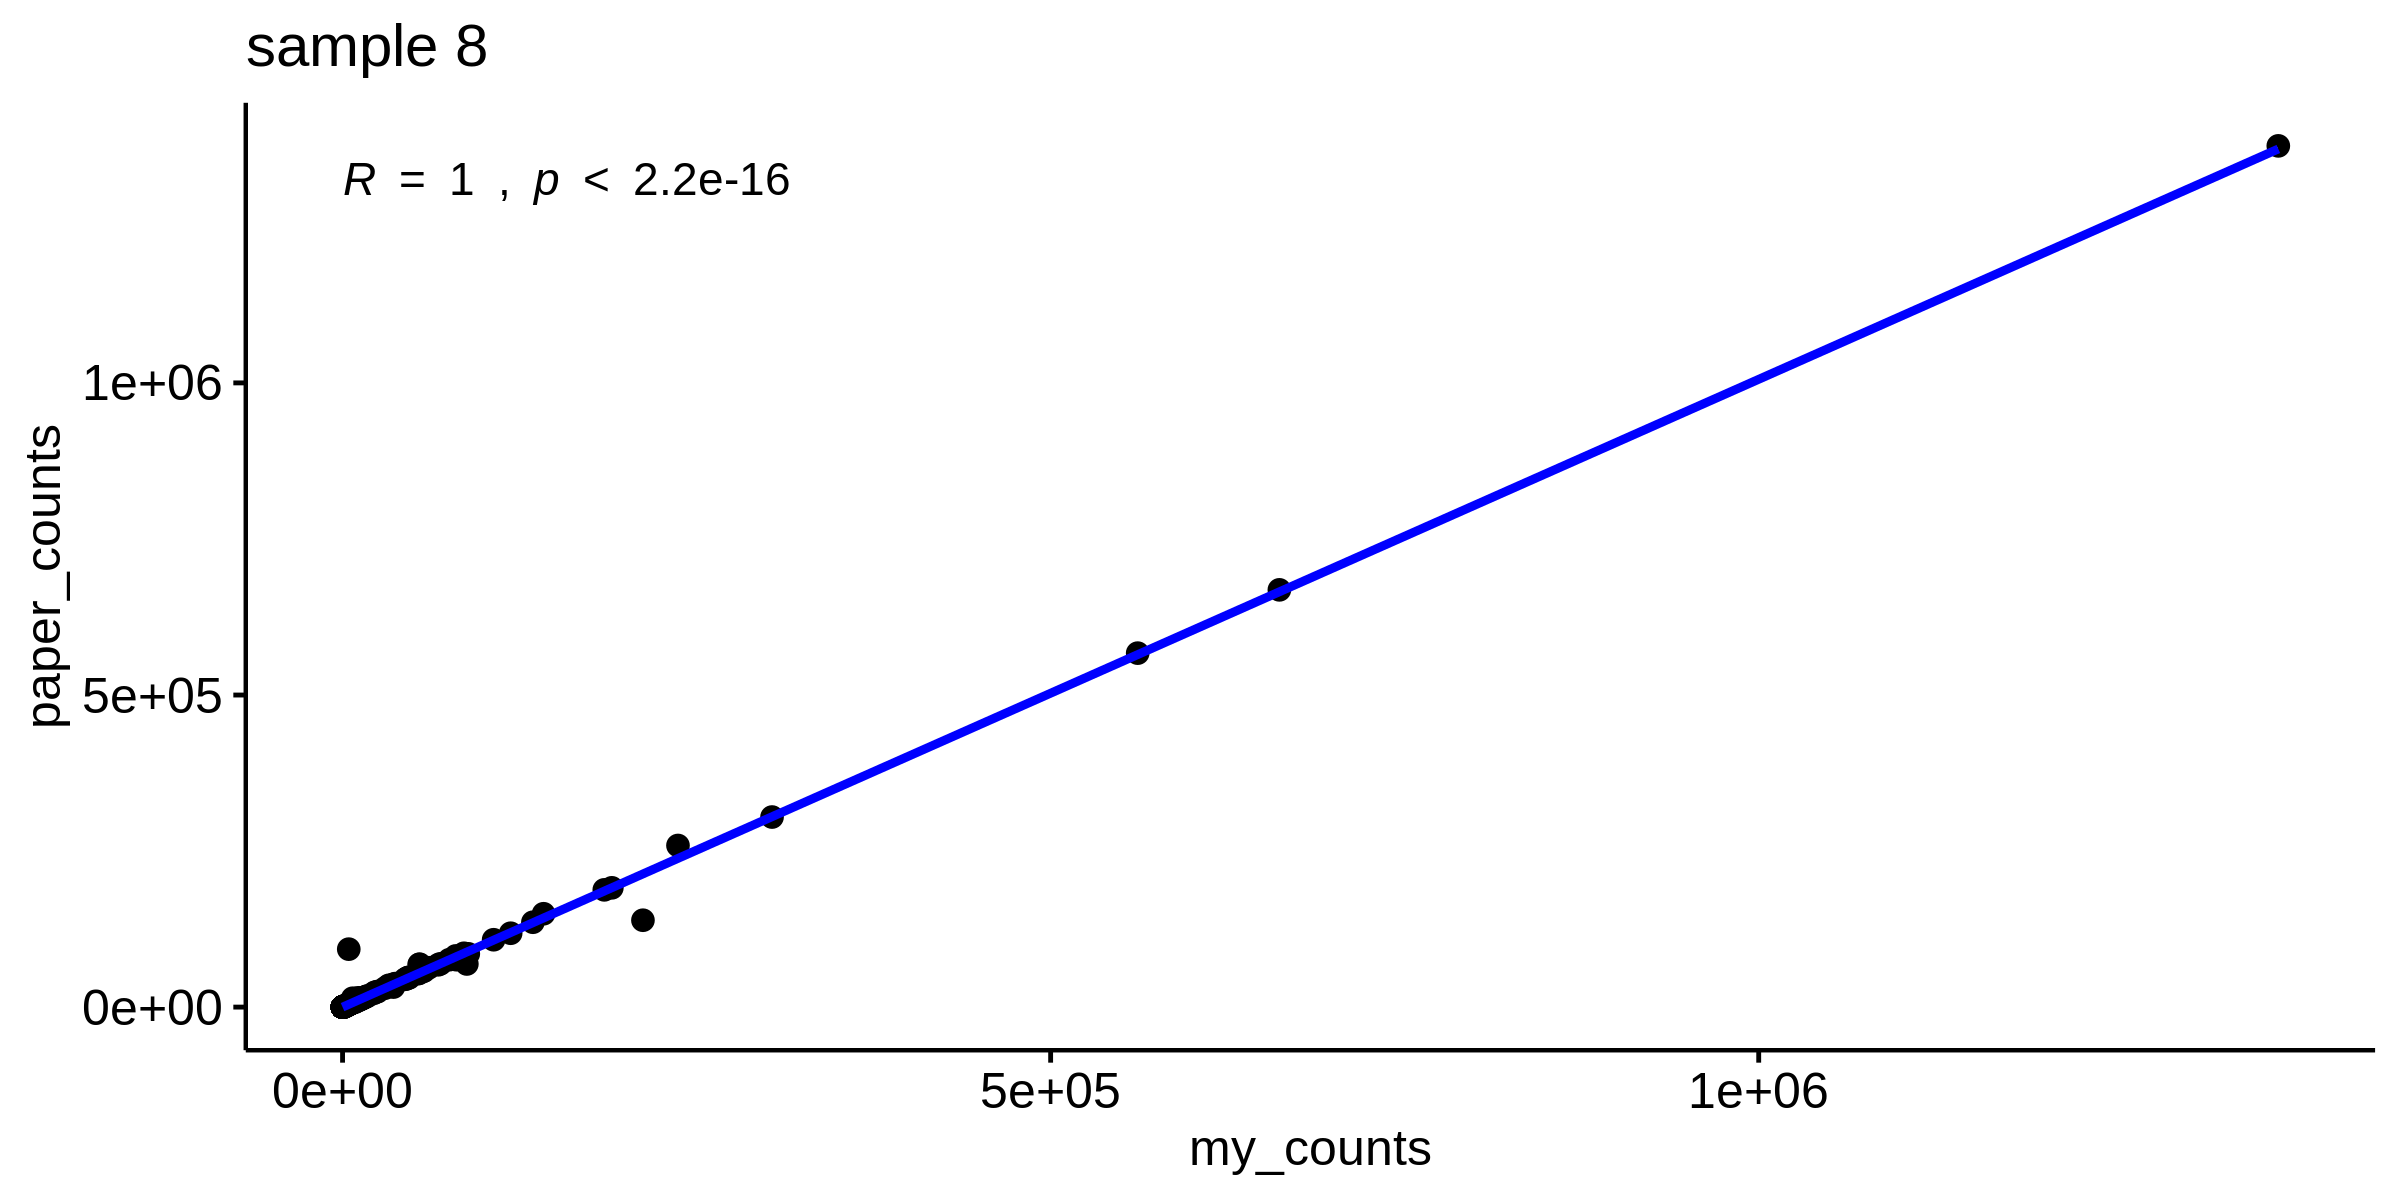 sample 8
R = 1 , p < 2.2e-16
1e+06
5e+05
0e+00
paper_counts
0e+00 5e+05 1e+06
my_counts